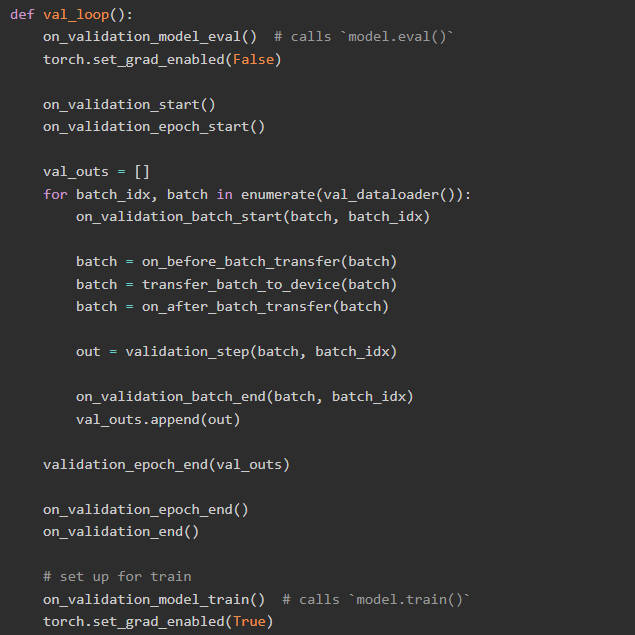 def val_loop():
    on_validation_model_eval()  # calls `model.eval()`
    torch.set_grad_enabled(False)

    on_validation_start()
    on_validation_epoch_start()

    val_outs = []
    for batch_idx, batch in enumerate(val_dataloader()):
        on_validation_batch_start(batch, batch_idx)

        batch = on_before_batch_transfer(batch)
        batch = transfer_batch_to_device(batch)
        batch = on_after_batch_transfer(batch)

        out = validation_step(batch, batch_idx)

        on_validation_batch_end(batch, batch_idx)
        val_outs.append(out)

    validation_epoch_end(val_outs)

    on_validation_epoch_end()
    on_validation_end()

    # set up for train
    on_validation_model_train()  # calls `model.train()`
    torch.set_grad_enabled(True)